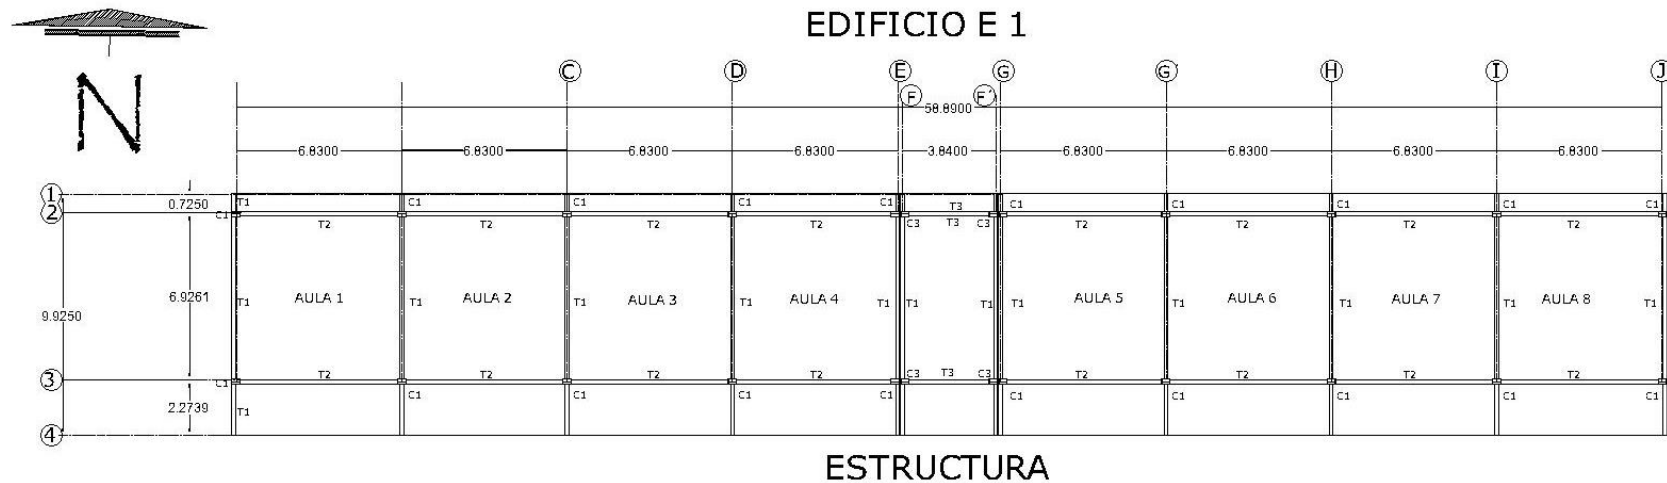 EDIFICIO E 1
N
C D E G G H I J
F F´
58.8900
6.8300 6.8300 6.8300 6.8300 3.8400 6.8300 6.8300 6.8300 6.8300
1
0.7250 T1 C1 C1 C1 C1 T3 C1 C1 C1 C1 C1
2 C1
T2 T2 T2 T2 C3 T3 C3 T2 T2 T2 T2
6.9261 T1 AULA 1 T1 AULA 2 T1 AULA 3 T1 AULA 4 T1 T1 T1 T1 AULA 5 T1 AULA 6 T1 AULA 7 T1 AULA 8 T1
9.9250
3 C1 T2 T2 T2 T2 C3 T3 C3 T2 T2 T2 T2
2.2739 T1 C1 C1 C1 C1 C1 C1 C1 C1 C1
4
ESTRUCTURA